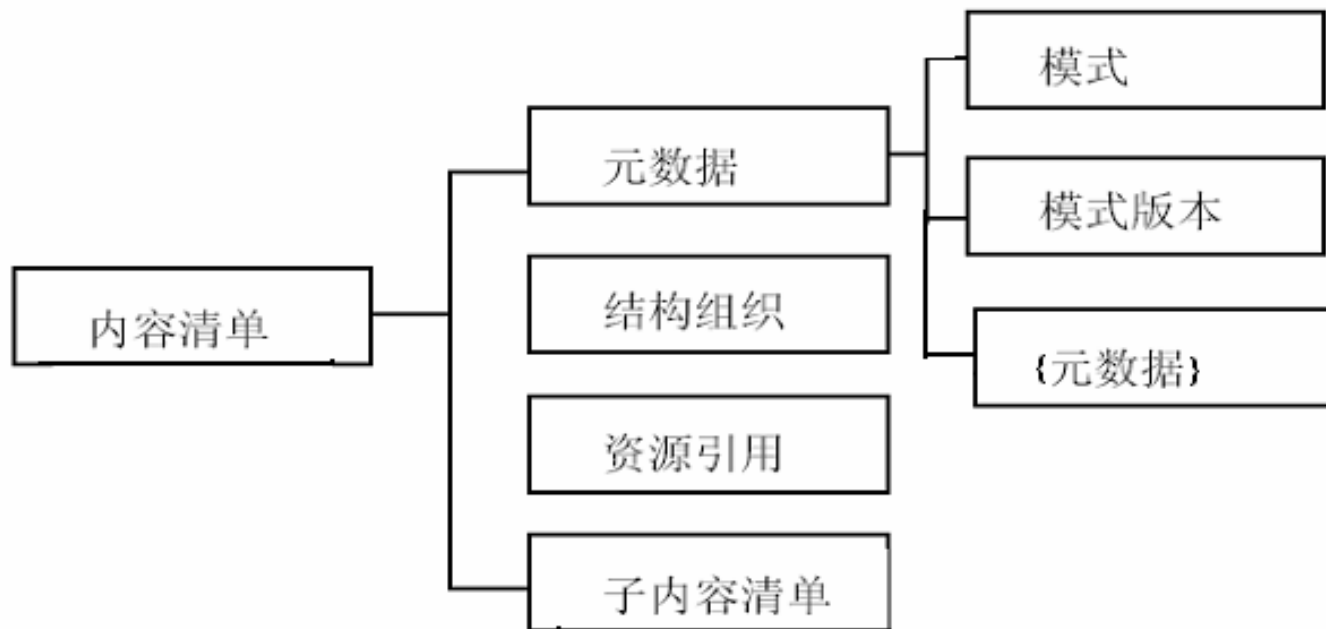 模式
元数据
模式版本
结构组织
内容清单
{元数据}
资源引用
子内容清单